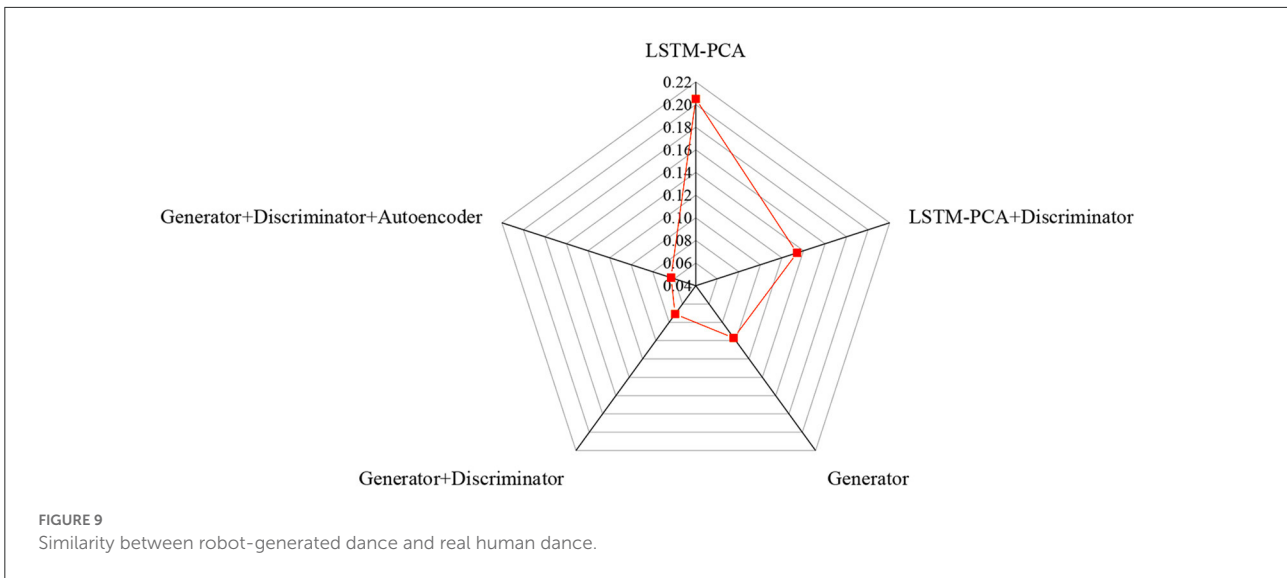 LSTM-PCA
0.22
0.20
0.18
0.16
0.14
0.12
0.10
0.08
0.06
0.04
Generator+Discriminator+Autoencoder
LSTM-PCA+Discriminator
Generator+Discriminator
Generator
FIGURE 9
Similarity between robot-generated dance and real human dance.